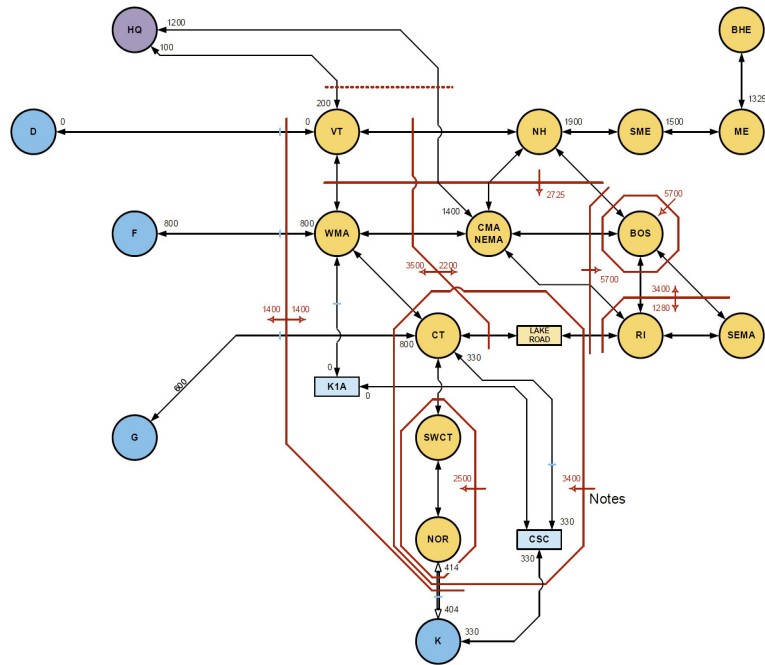 HQ
1200
BHE
100
1325
200
D
0
0
VT
NH
1900
SME
1500
ME
2725
5700
F
800
800
WMA
1400
CMA
NEMA
BOS
3500
2200
5700
3400
1280
1400
1400
CT
800
330
LAKE
ROAD
RI
SEMA
0
K1A
0
600
G
SWCT
2500
3400
Notes
NOR
330
CSC
330
414
404
K
330